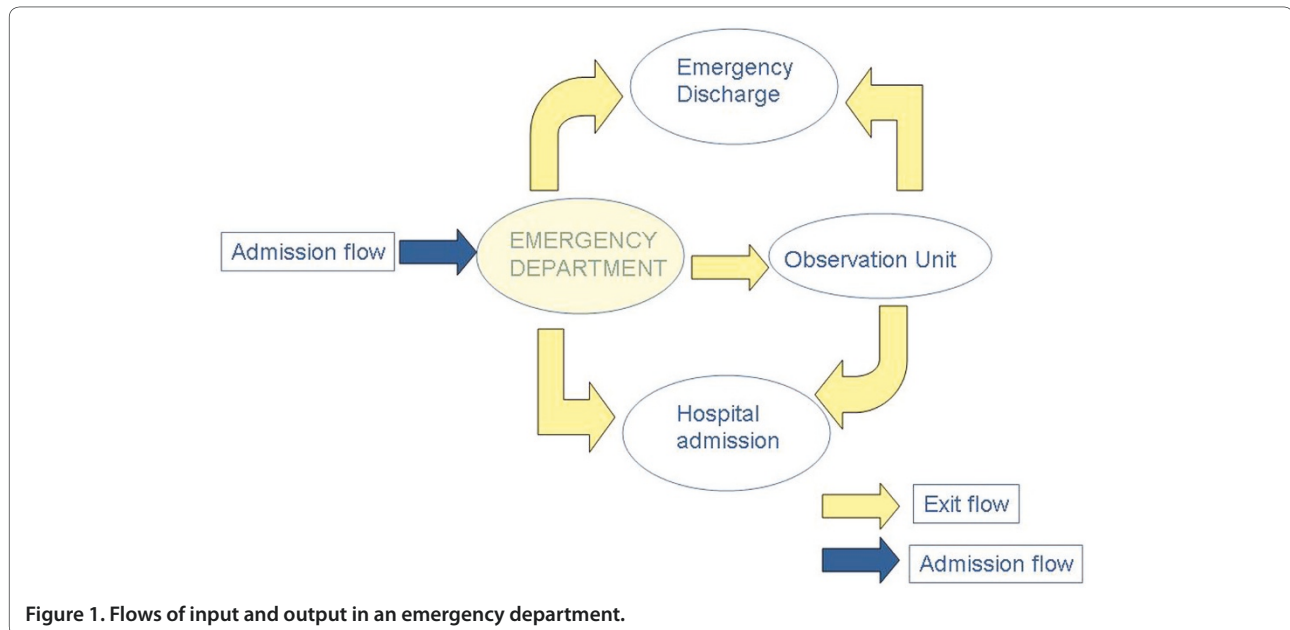 Emergency
Discharge
Admission flow
EMERGENCY
DEPARTMENT
Observation Unit
Hospital
admission
Exit flow
Admission flow
Figure 1. Flows of input and output in an emergency department.